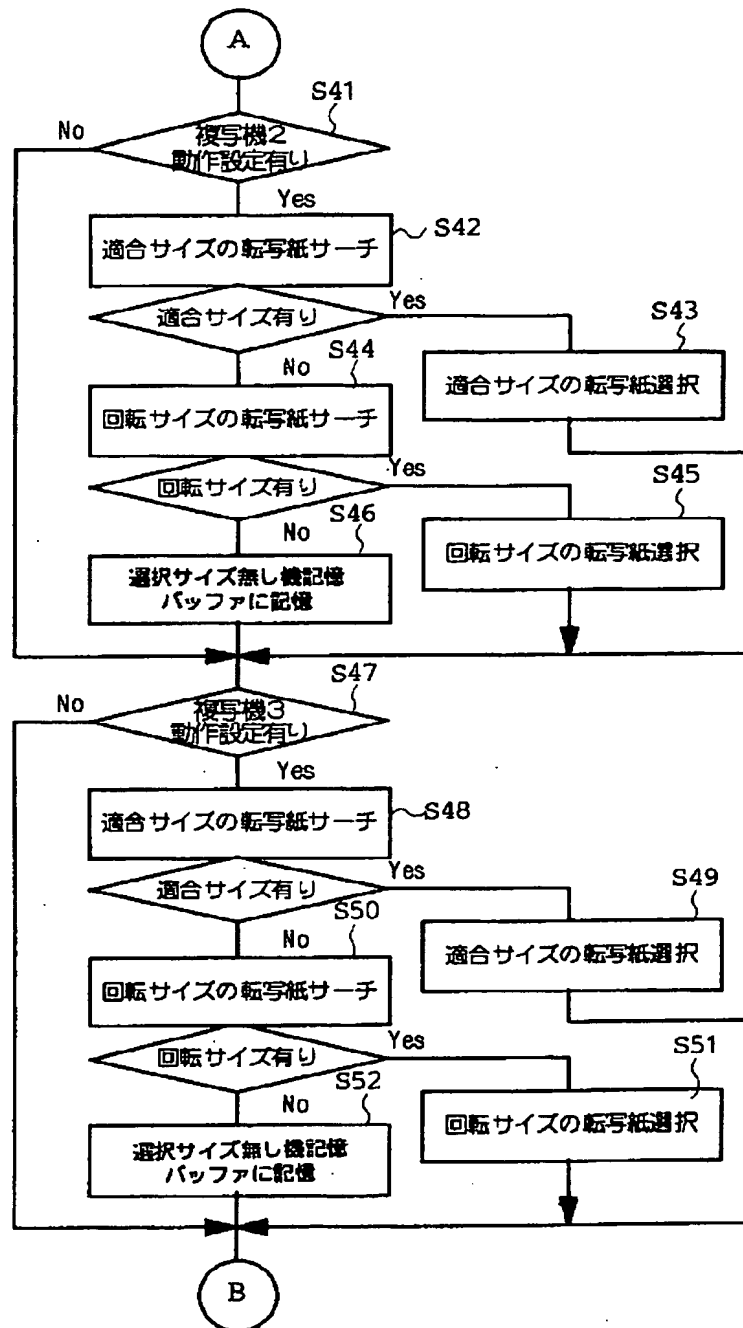 A
S41
No
複写機2
動作設定有り
Yes
S42
適合サイズの転写紙サーチ
Yes
適合サイズ有り
S43
S44
No
適合サイズの転写紙選択
回転サイズの転写紙サーチ
Yes
回転サイズ有り
S45
S46
No
回転サイズの転写紙選択
選択サイズ無し機記憶
バッファに記憶
S47
No
複写機3
動作設定有り
Yes
S48
適合サイズの転写紙サーチ
Yes
適合サイズ有り
S49
S50
No
適合サイズの転写紙選択
回転サイズの転写紙サーチ
Yes
回転サイズ有り
S51
S52
No
回転サイズの転写紙選択
選択サイズ無し機記憶
バッファに記憶
B